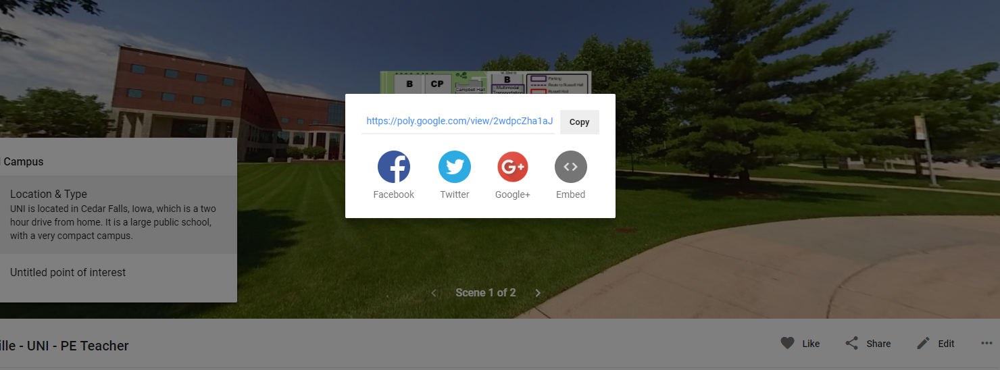 B
CP
Campbell Hall
W. 23rd St
B
Multimodal
Transportation
Parking
Route to Russell Hall
Russell Hall
https://poly.google.com/view/2wdpcZha1aJ
Copy
Facebook
Twitter
G+
Google+
Embed
l Campus
Location & Type
UNI is located in Cedar Falls, Iowa, which is a two
hour drive from home. It is a large public school,
with a very compact campus.
Untitled point of interest
Scene 1 of 2
ille - UNI - PE Teacher
Like
Share
Edit